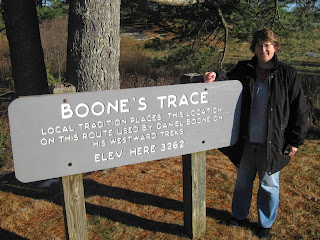 BOONE'S TRACE
LOCAL TRADITION PLACES THIS LOCATION
ON THIS ROUTE USED BY DANIEL BOONE ON
HIS WESTWARD TREKS
ELEV HERE 3262